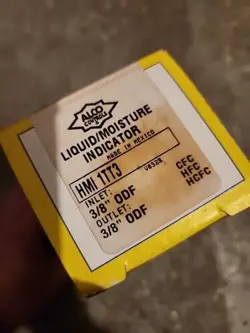 ALCO
CONTROLS
LIQUID/MOISTURE
INDICATOR
MADE IN MEXICO
HMI 1TT3
INLET:
3/8" ODF
OUTLET:
3/8" ODF
CFC
HFC
HCFC